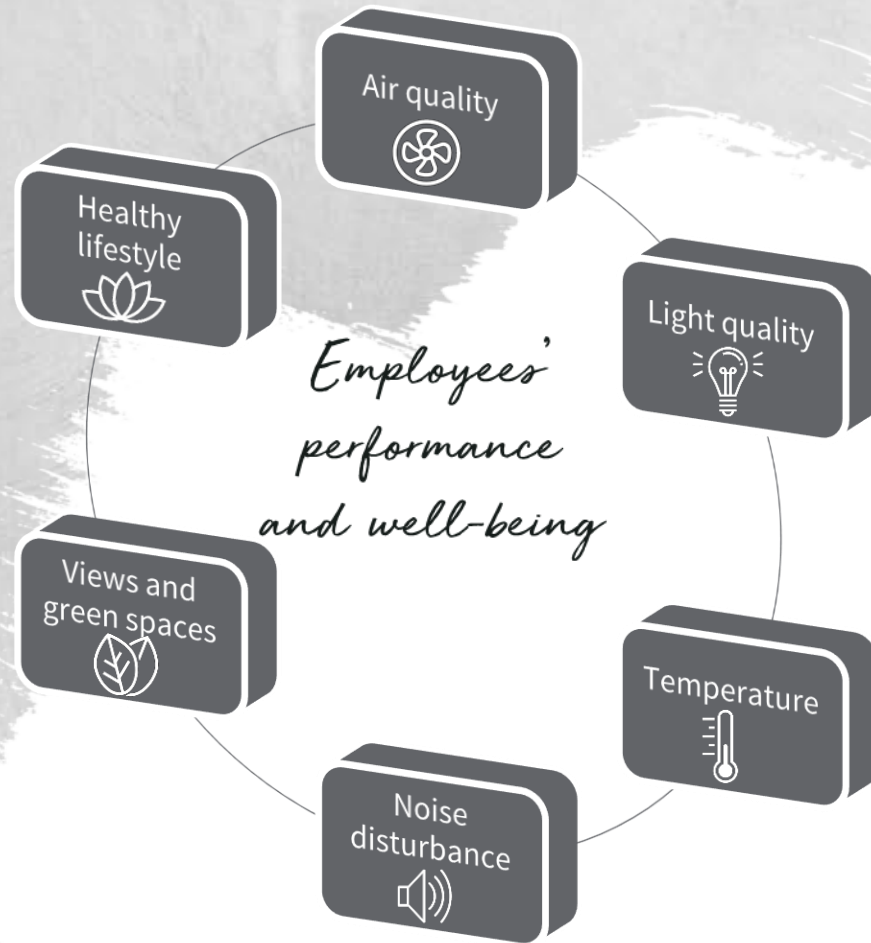 Air quality
Healthy
lifestyle
Light quality
Employees'
performance
and well-being
Views and
green spaces
Temperature
Noise
disturbance